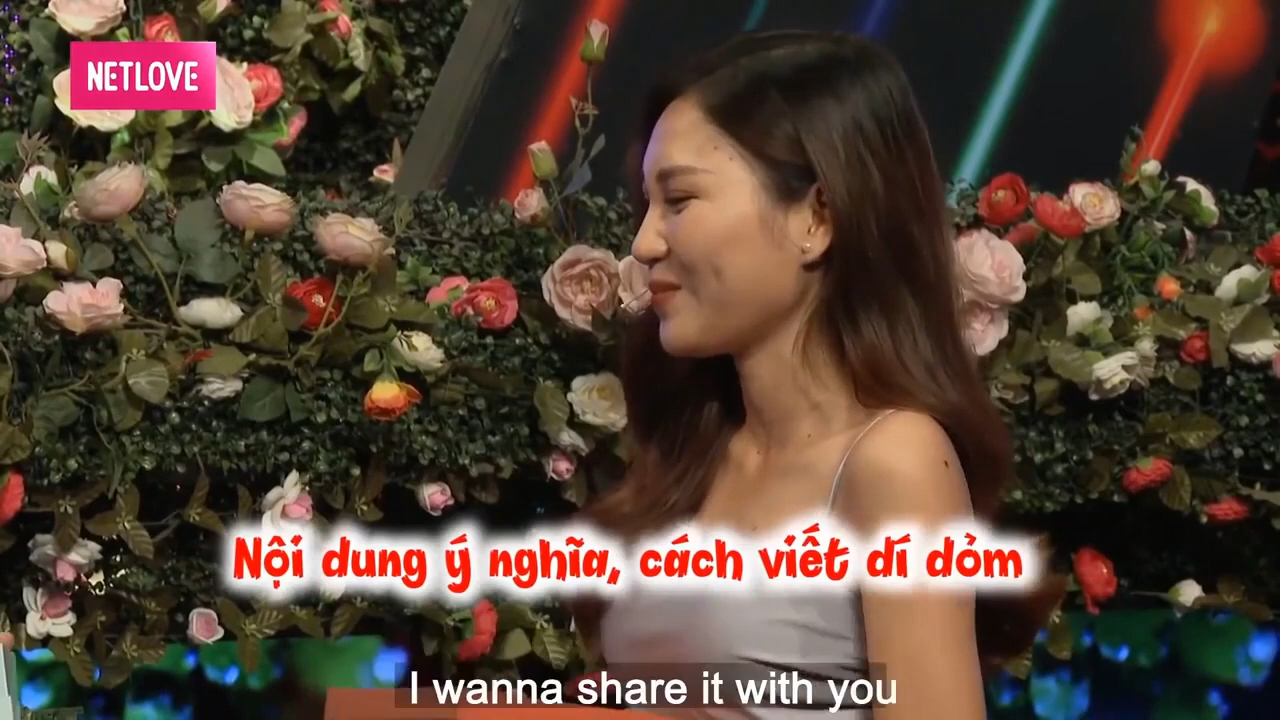 NETLOVE
Nội dung ý nghĩa, cách viết dí dỏm
I wanna share it with you